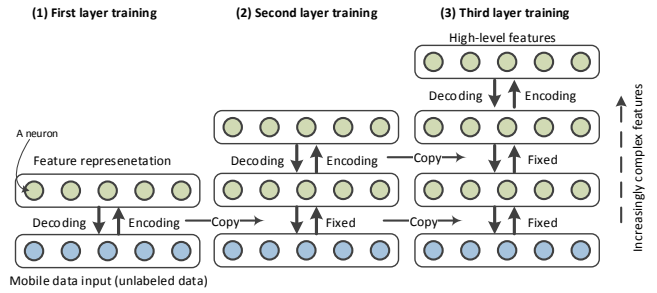 (1) First layer training
(2) Second layer training
(3) Third layer training
High-level features
Decoding
Encoding
A neuron
Feature represenetation
Decoding
Encoding
Copy
Fixed
Decoding
Encoding
Copy
Fixed
Copy
Fixed
Mobile data input (unlabeled data)
Increasingly complex features